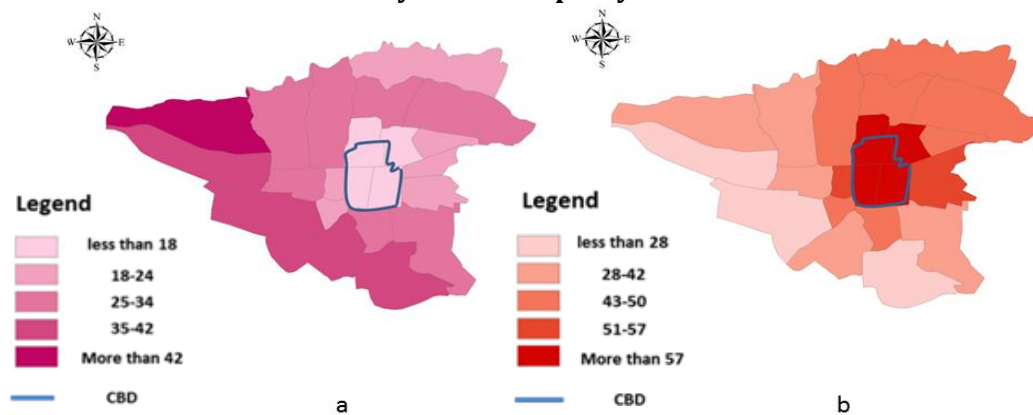 N
W E
S
N
W E
S
Legend
less than 18
18-24
25-34
35-42
More than 42
CBD
a
Legend
less than 28
28-42
43-50
51-57
More than 57
CBD
b